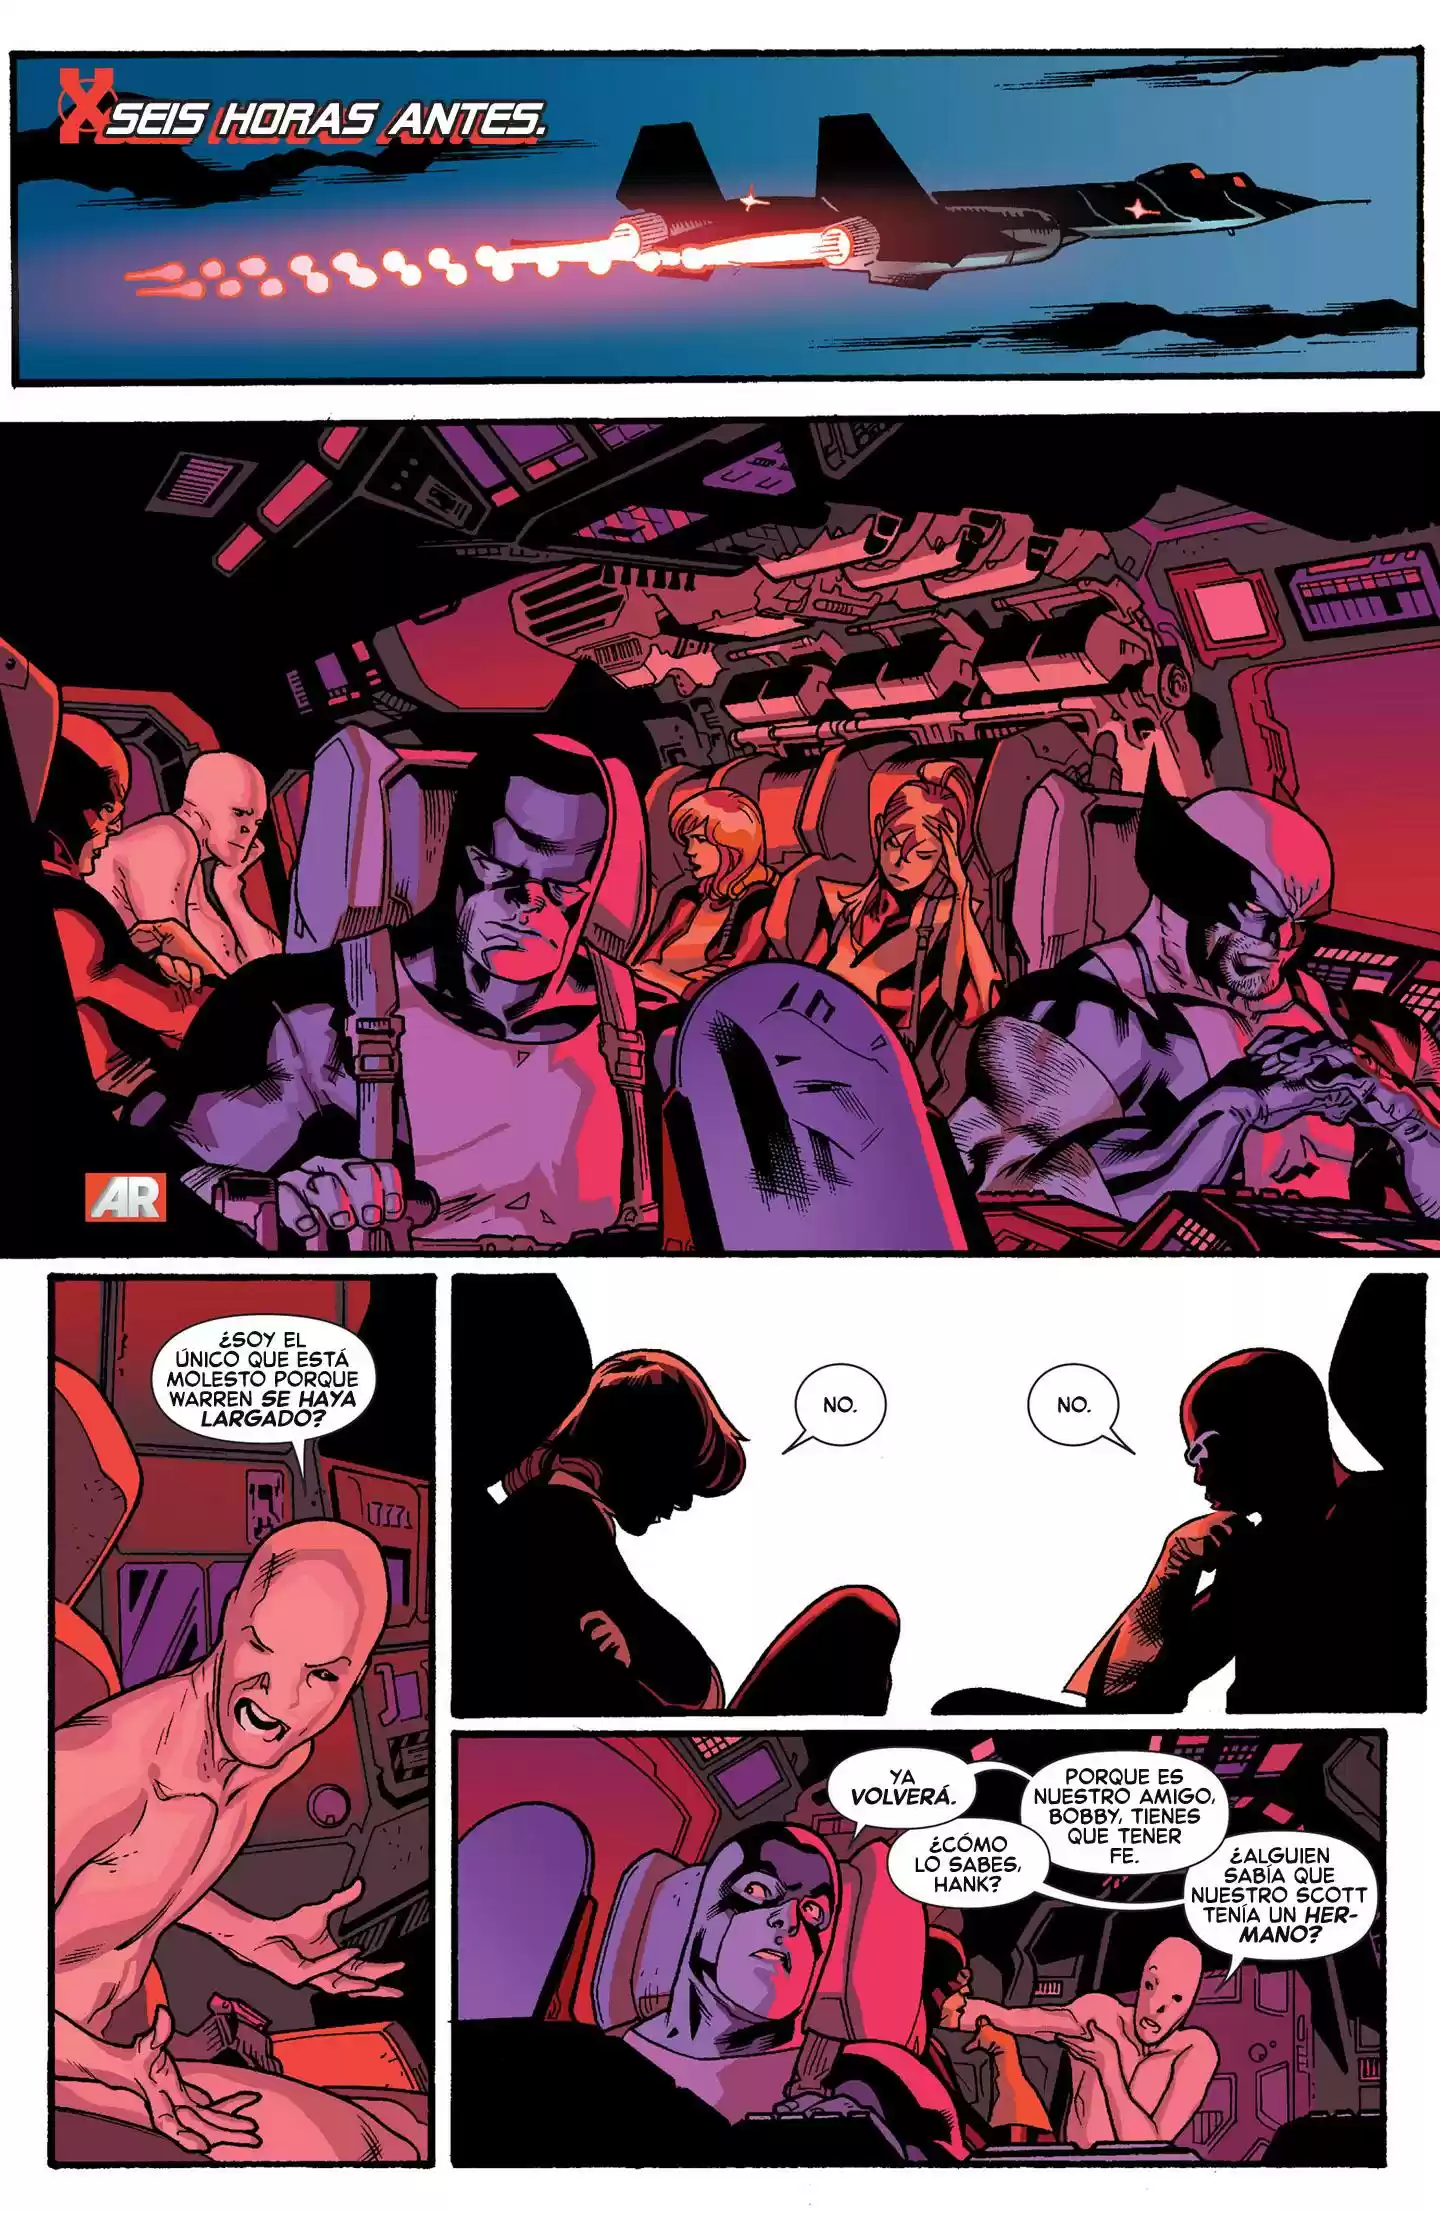 X SEIS HORAS ANTES.
AR
¿SOY EL
ÚNICO QUE ESTÁ
MOLESTO PORQUE
WARREN SE HAYA
LARGADO?
NO.
NO.
YA
VOLVERÁ.
¿CÓMO
LO SABES,
HANK?
PORQUE ES
NUESTRO AMIGO,
BOBBY, TIENES
QUE TENER
FE.
¿ALGUIEN
SABÍA QUE
NUESTRO SCOTT
TENÍA UN HER-
MANO?